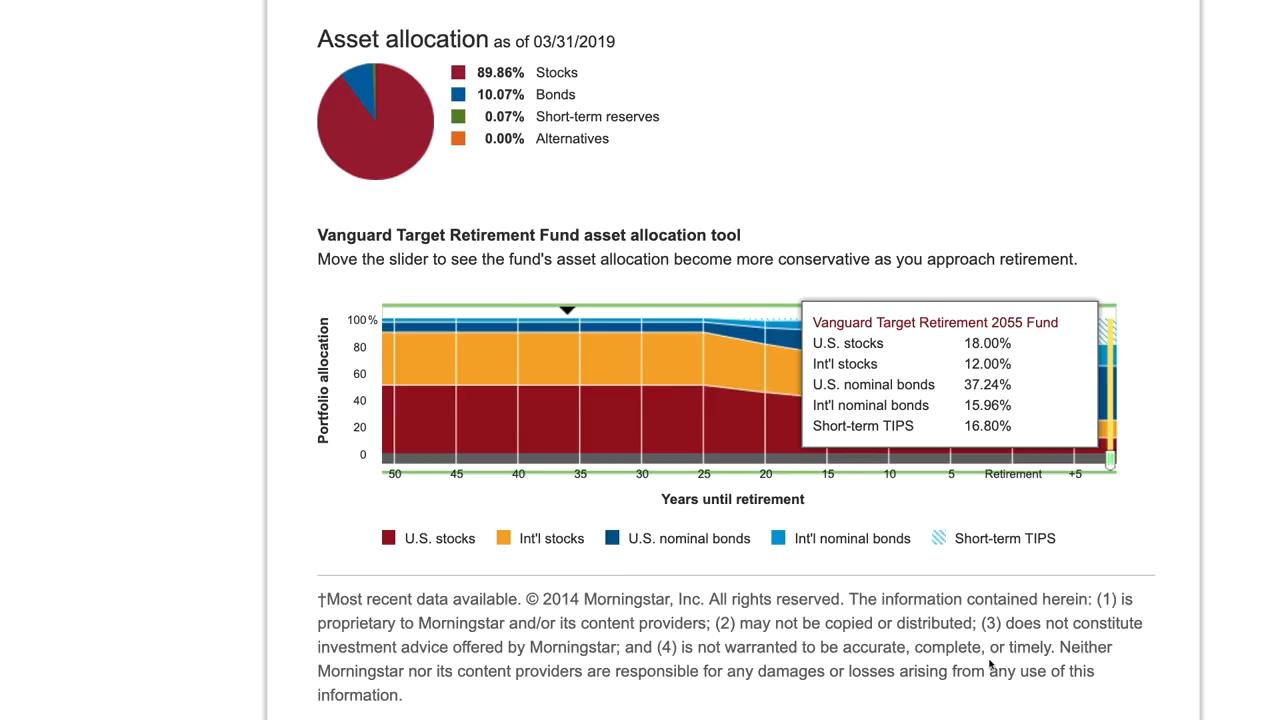 Asset allocation as of 03/31/2019
89.86% Stocks
10.07% Bonds
0.07% Short-term reserves
0.00% Alternatives
Vanguard Target Retirement Fund asset allocation tool
Move the slider to see the fund's asset allocation become more conservative as you approach retirement.
Portfolio allocation
100%
80
60
40
20
0
Vanguard Target Retirement 2055 Fund
U.S. stocks 18.00%
Int'l stocks 12.00%
U.S. nominal bonds 37.24%
Int'l nominal bonds 15.96%
Short-term TIPS 16.80%
50 45 40 35 30 25 20 15 10 5 Retirement +5
Years until retirement
U.S. stocks Int'l stocks U.S. nominal bonds Int'l nominal bonds Short-term TIPS
†Most recent data available. © 2014 Morningstar, Inc. All rights reserved. The information contained herein: (1) is
proprietary to Morningstar and/or its content providers; (2) may not be copied or distributed; (3) does not constitute
investment advice offered by Morningstar; and (4) is not warranted to be accurate, complete, or timely. Neither
Morningstar nor its content providers are responsible for any damages or losses arising from any use of this
information.